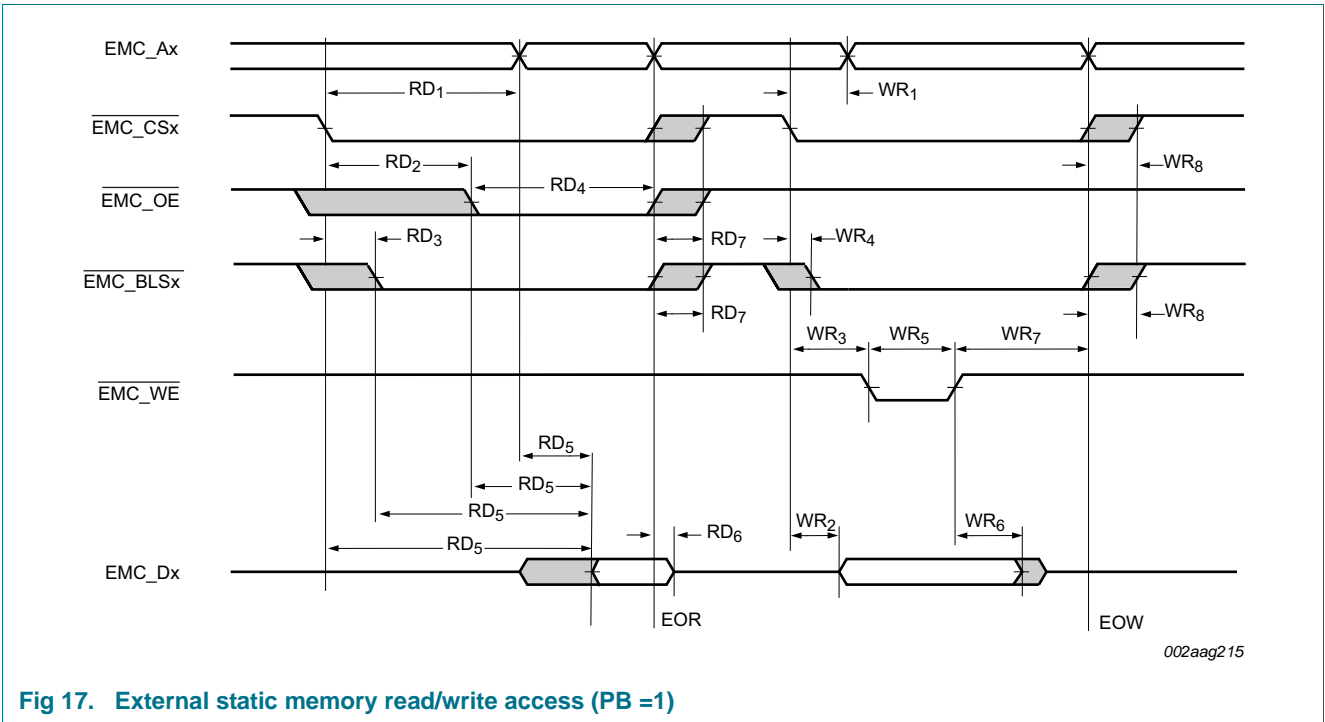 EMC_Ax
RD1
WR1
EMC_CSx
RD2
WR8
RD4
EMC_OE
RD3
RD7
WR4
EMC_BLSx
RD7
WR8
WR3
WR5
WR7
EMC_WE
RD5
RD5
RD5
WR2
WR6
RD6
RD5
EMC_Dx
EOR
EOW
002aag215
Fig 17. External static memory read/write access (PB =1)